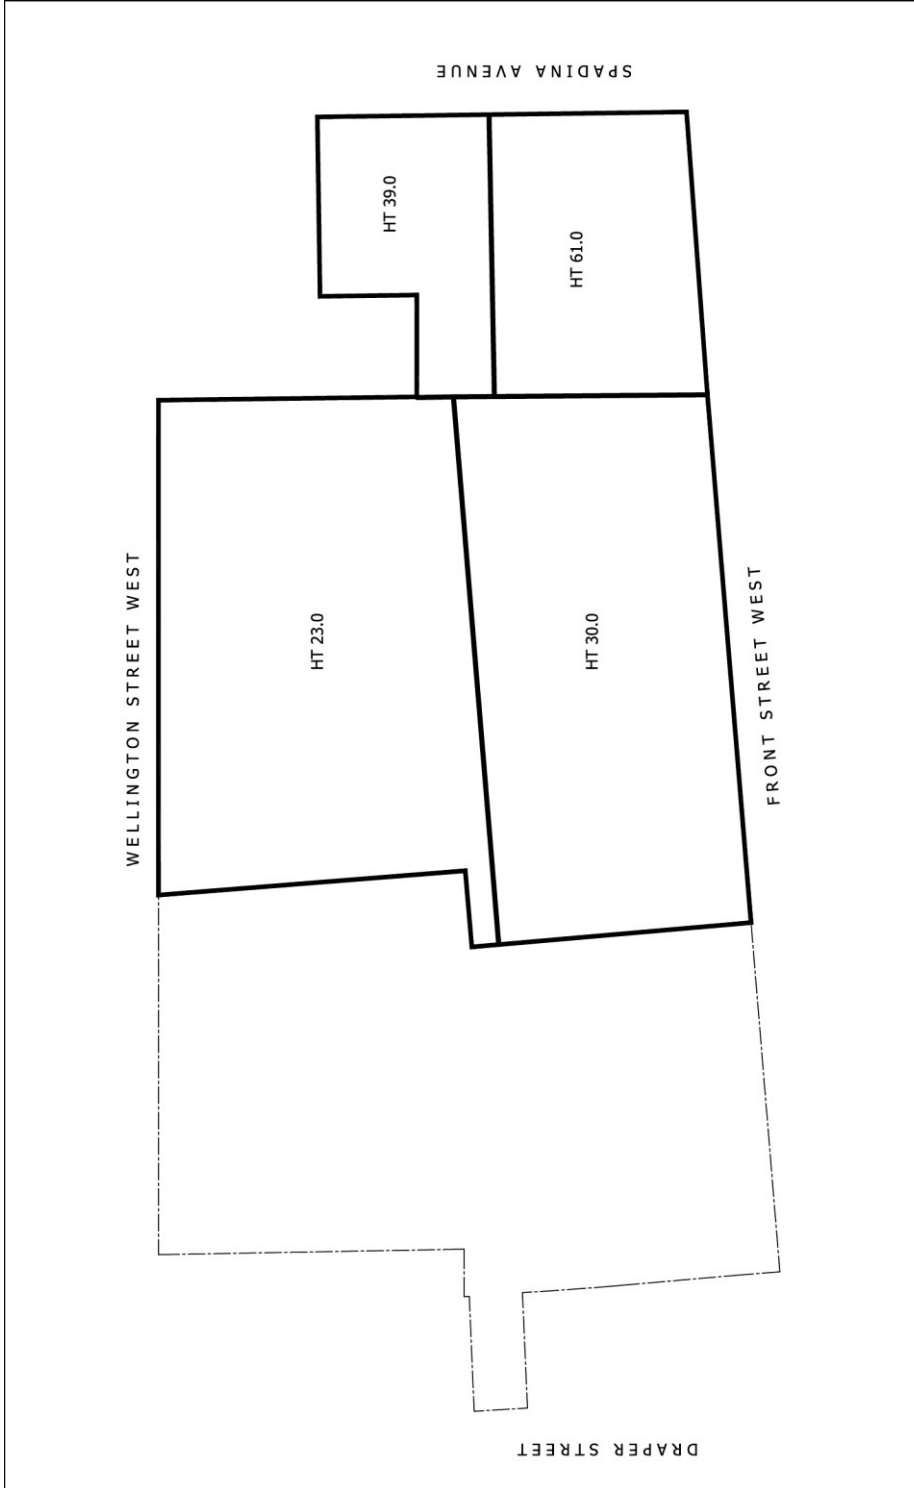 SPADINA AVENUE
HT 39.0
HT 61.0
WELLINGTON STREET WEST
HT 23.0
HT 30.0
FRONT STREET WEST
DRAPER STREET